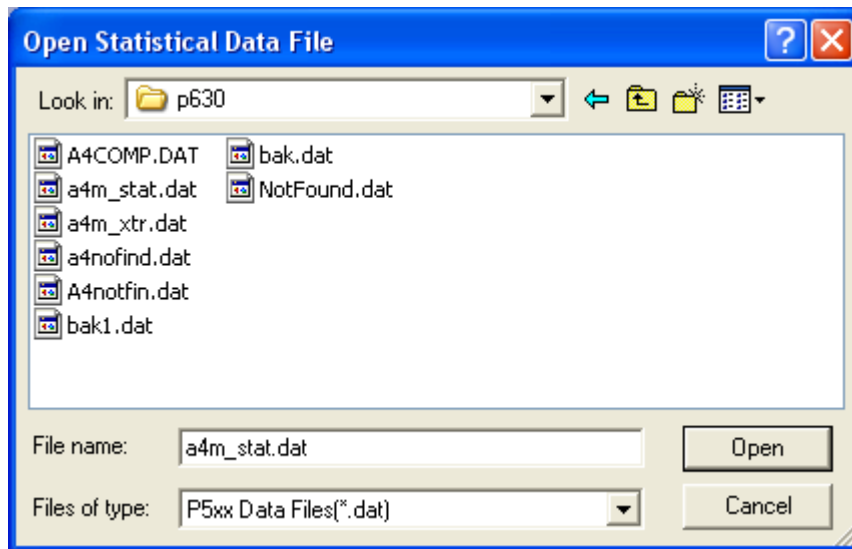 Open Statistical Data File
Look in: p630
A4COMP.DAT bak.dat
a4m_stat.dat NotFound.dat
a4m_xtr.dat
a4nofind.dat
A4notfin.dat
bak1.dat
File name: a4m_stat.dat Open
Files of type: P5xx Data Files(*.dat) Cancel